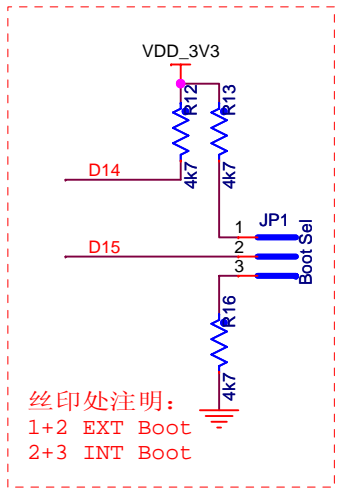 VDD_3V3
R12
R13
4k7
4k7
D14
1
JP1
D15
2
3
Boot Sel
R16
4k7
丝印处注明：
1+2 EXT Boot
2+3 INT Boot